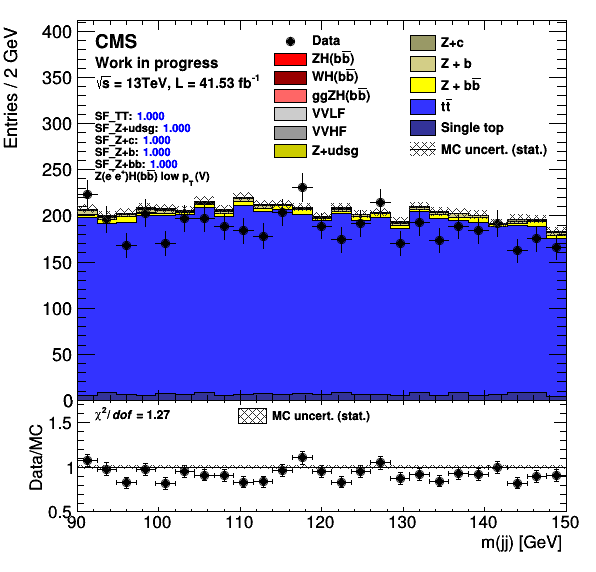 CMS
Work in progress
√s = 13TeV, L = 41.53 fb⁻¹
SF_TT: 1.000
SF_Z+udsg: 1.000
SF_Z+c: 1.000
SF_Z+b: 1.000
SF_Z+bb: 1.000
Z(e⁻e⁺)H(bb̅) low p_T(V)
Data
ZH(bb̅)
WH(bb̅)
ggZH(bb̅)
VVLF
VVHF
Z+udsg
Z+c
Z + b
Z + bb̅
tt̅
Single top
MC uncert. (stat.)
Entries / 2 GeV
400
350
300
250
200
150
100
50
0
χ²/dof = 1.27
MC uncert. (stat.)
Data/MC
1.5
1
0.5
90
100
110
120
130
140
150
m(jj) [GeV]